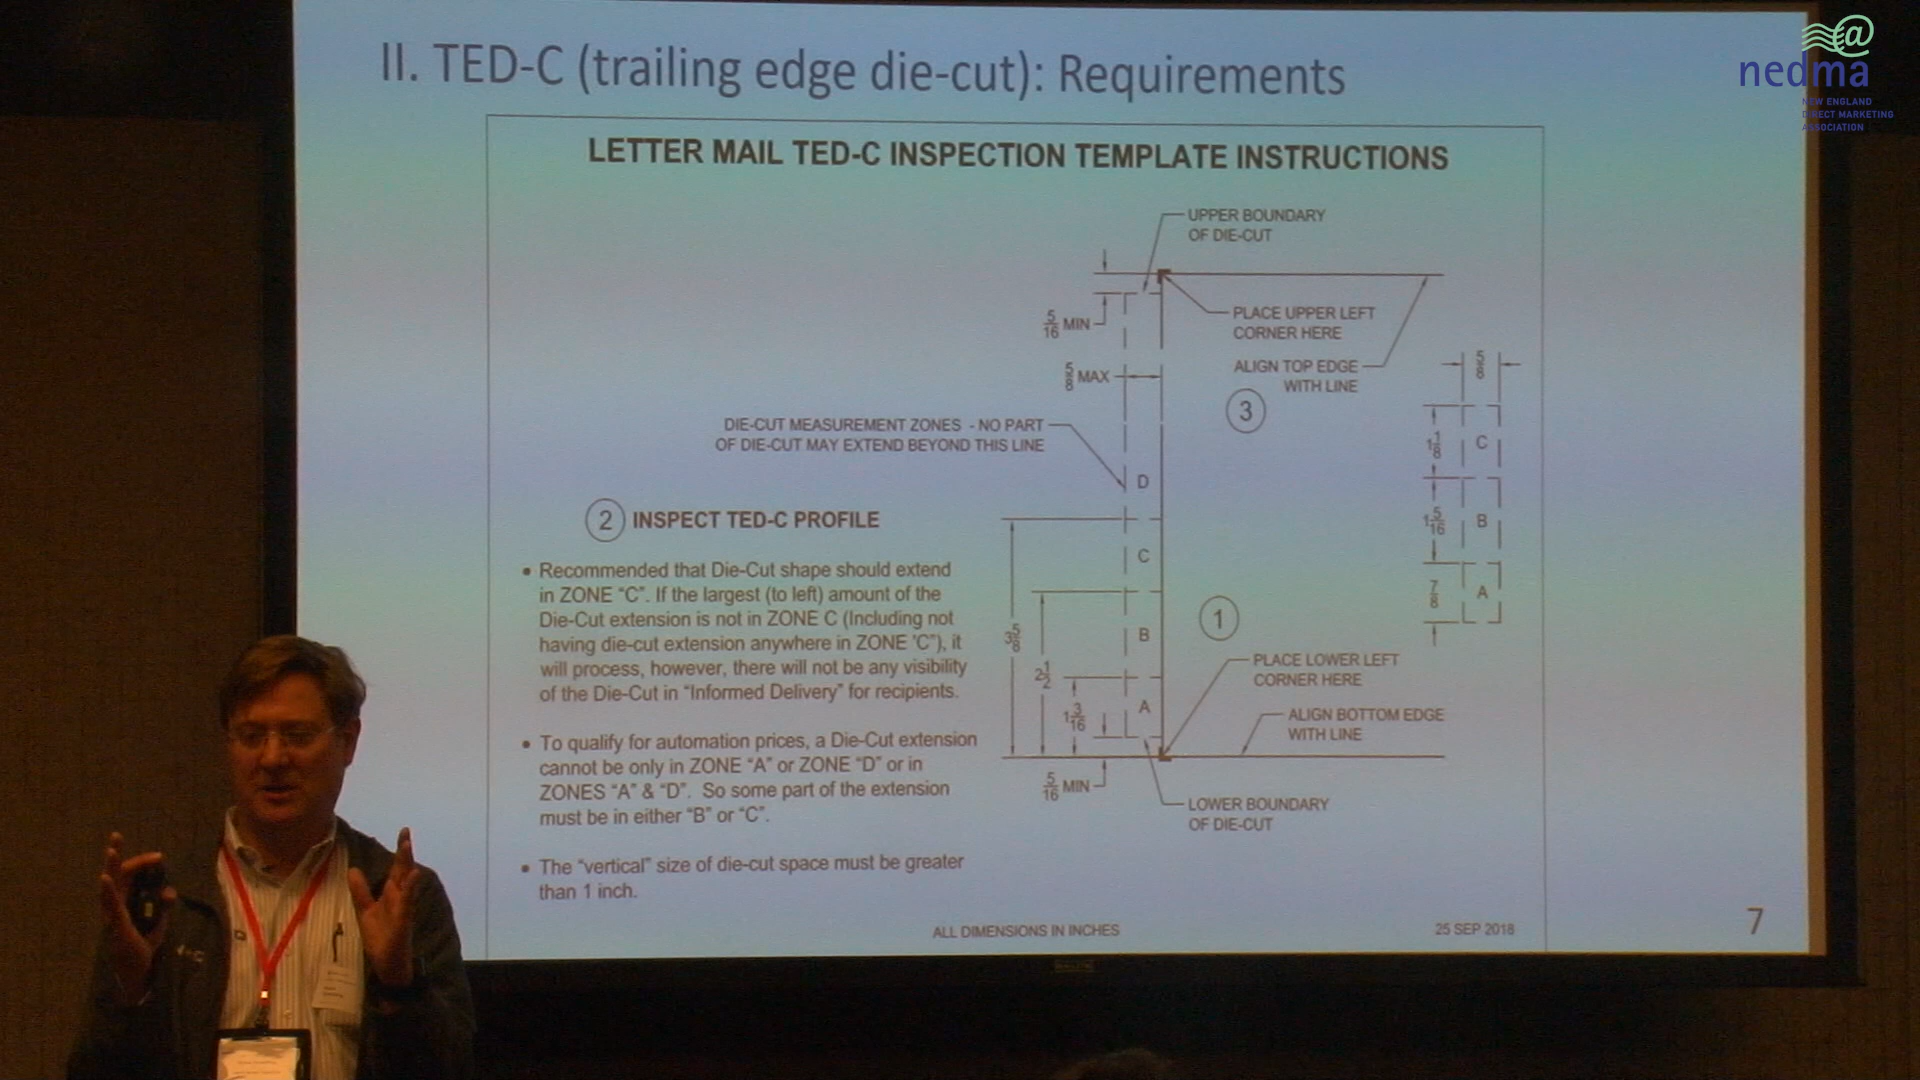 II. TED-C (trailing edge die-cut): Requirements
@
nedma
NEW ENGLAND
DIRECT MARKETING
ASSOCIATION
LETTER MAIL TED-C INSPECTION TEMPLATE INSTRUCTIONS
UPPER BOUNDARY
OF DIE-CUT
5/16 MIN
PLACE UPPER LEFT
CORNER HERE
5/8 MAX
ALIGN TOP EDGE
WITH LINE
3
5/8
DIE-CUT MEASUREMENT ZONES - NO PART
OF DIE-CUT MAY EXTEND BEYOND THIS LINE
1 1/8
C
D
1 5/16
B
7/8
A
2 INSPECT TED-C PROFILE
• Recommended that Die-Cut shape should extend
in ZONE “C”. If the largest (to left) amount of the
Die-Cut extension is not in ZONE C (Including not
having die-cut extension anywhere in ZONE 'C”), it
will process, however, there will not be any visibility
of the Die-Cut in “Informed Delivery” for recipients.
• To qualify for automation prices, a Die-Cut extension
cannot be only in ZONE “A” or ZONE “D” or in
ZONES “A” & “D”. So some part of the extension
must be in either “B” or “C”.
• The “vertical” size of die-cut space must be greater
than 1 inch.
C
B
A
3 5/8
2 1/2
1 3/16
5/16 MIN
1
PLACE LOWER LEFT
CORNER HERE
ALIGN BOTTOM EDGE
WITH LINE
LOWER BOUNDARY
OF DIE-CUT
ALL DIMENSIONS IN INCHES
25 SEP 2018
7